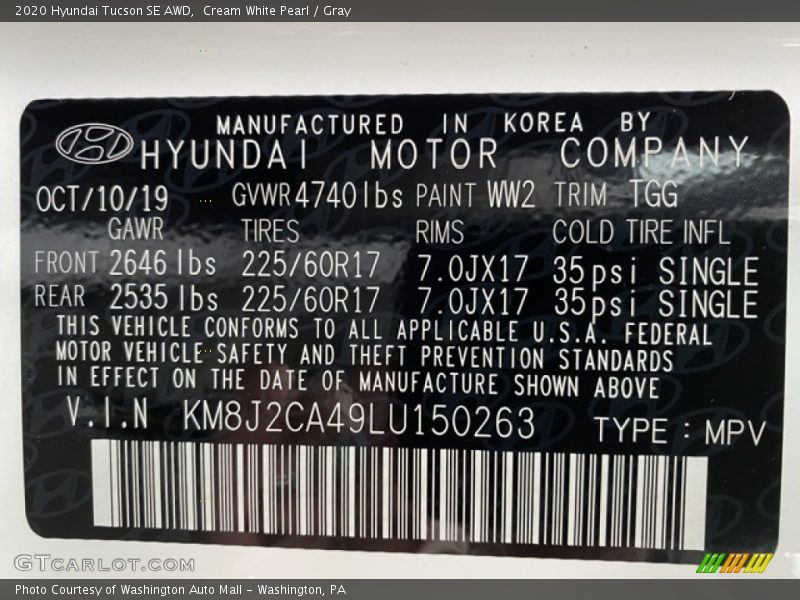 2020 Hyundai Tucson SE AWD,  Cream White Pearl / Gray
MANUFACTURED IN KOREA BY
HYUNDAI MOTOR COMPANY
OCT/10/19 GVWR 4740lbs PAINT WW2 TRIM TGG
GAWR TIRES RIMS COLD TIRE INFL
FRONT 2646 lbs 225/60R17 7.0JX17 35psi SINGLE
REAR 2535 lbs 225/60R17 7.0JX17 35psi SINGLE
THIS VEHICLE CONFORMS TO ALL APPLICABLE U.S.A. FEDERAL
MOTOR VEHICLE SAFETY AND THEFT PREVENTION STANDARDS
IN EFFECT ON THE DATE OF MANUFACTURE SHOWN ABOVE
V.I.N KM8J2CA49LU150263 TYPE : MPV
GTcarlot.com
Photo Courtesy of Washington Auto Mall - Washington, PA